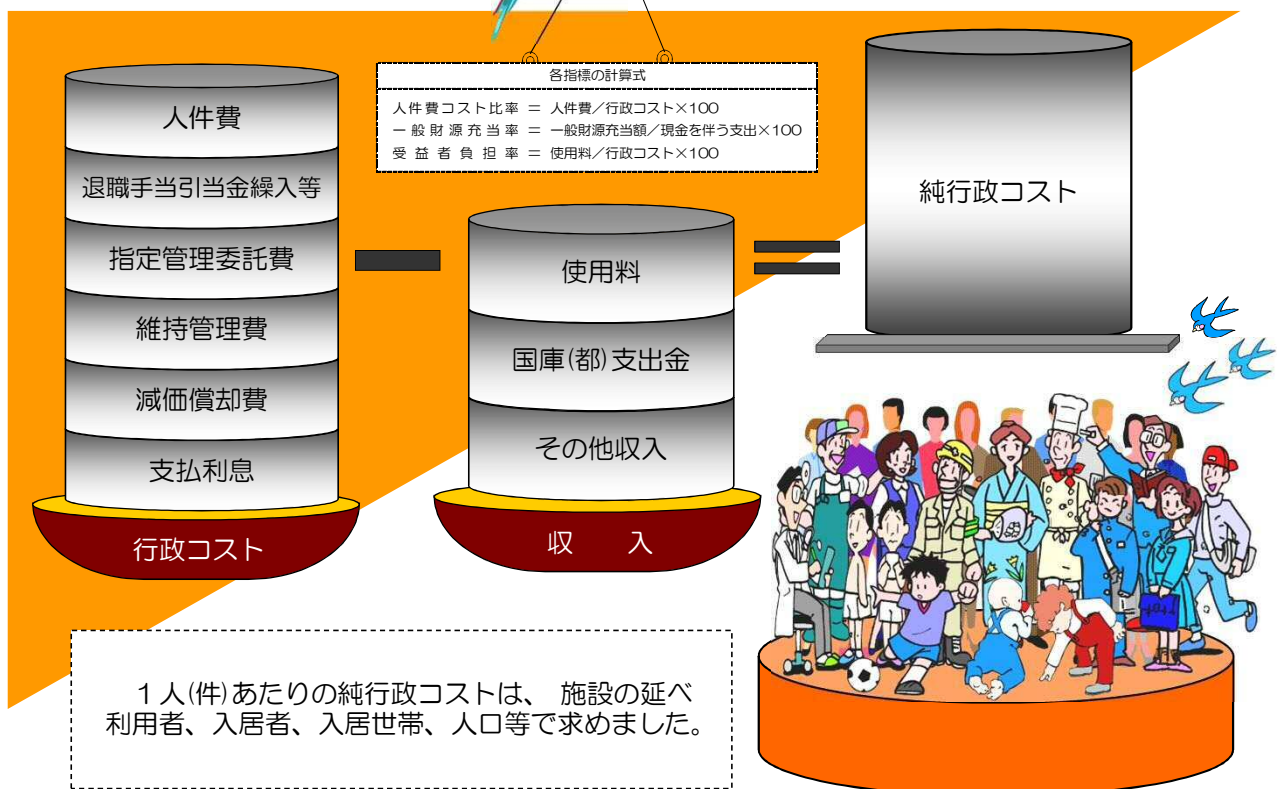 各指標の計算式
人件費コスト比率 ＝ 人件費／行政コスト×100
一般財源充当率 ＝ 一般財源充当額／現金を伴う支出×100
受益者負担率 ＝ 使用料／行政コスト×100
人件費
退職手当引当金繰入等
指定管理委託費
維持管理費
減価償却費
支払利息
行政コスト
使用料
国庫(都)支出金
その他収入
収　入
純行政コスト
１人(件)あたりの純行政コストは、 施設の延べ
利用者、入居者、入居世帯、人口等で求めました。